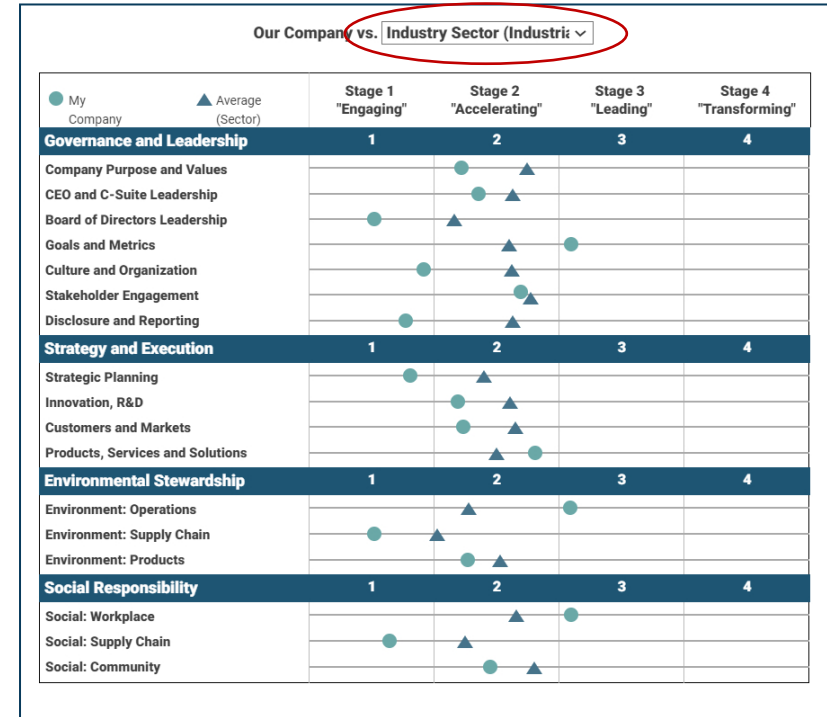 Our Company vs. Industry Sector (Industria
My Company
Average (Sector)
Stage 1 "Engaging"
Stage 2 "Accelerating"
Stage 3 "Leading"
Stage 4 "Transforming"
Governance and Leadership 1 2 3 4
Company Purpose and Values
CEO and C-Suite Leadership
Board of Directors Leadership
Goals and Metrics
Culture and Organization
Stakeholder Engagement
Disclosure and Reporting
Strategy and Execution 1 2 3 4
Strategic Planning
Innovation, R&D
Customers and Markets
Products, Services and Solutions
Environmental Stewardship 1 2 3 4
Environment: Operations
Environment: Supply Chain
Environment: Products
Social Responsibility 1 2 3 4
Social: Workplace
Social: Supply Chain
Social: Community